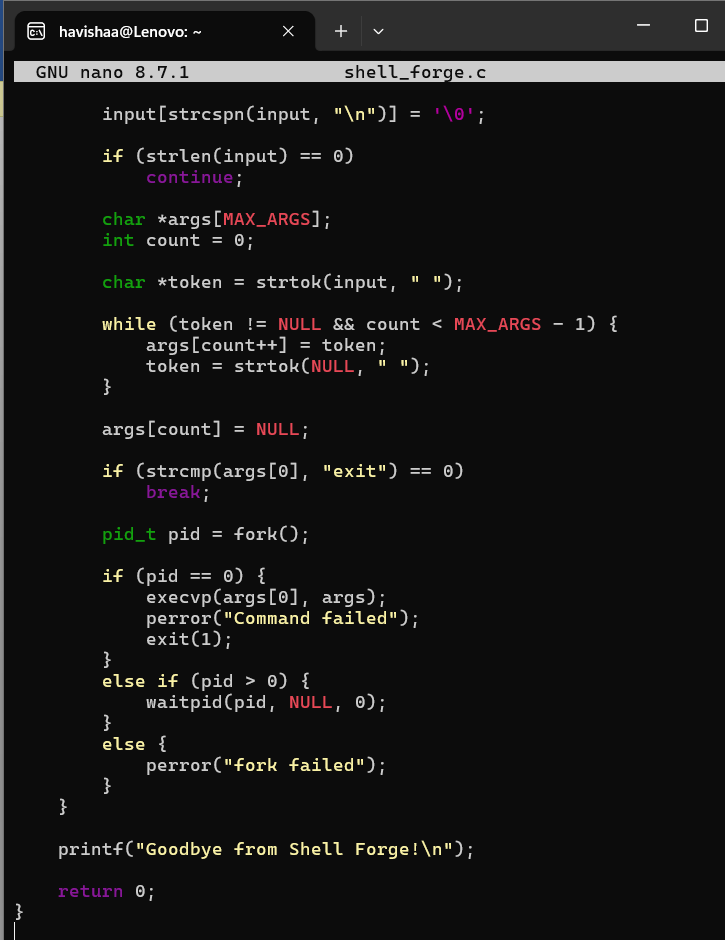 havishaa@Lenovo: ~
GNU nano 8.7.1 shell_forge.c
        input[strcspn(input, "\n")] = '\0';
        if (strlen(input) == 0)
            continue;
        char *args[MAX_ARGS];
        int count = 0;
        char *token = strtok(input, " ");
        while (token != NULL && count < MAX_ARGS - 1) {
            args[count++] = token;
            token = strtok(NULL, " ");
        }
        args[count] = NULL;
        if (strcmp(args[0], "exit") == 0)
            break;
        pid_t pid = fork();
        if (pid == 0) {
            execvp(args[0], args);
            perror("Command failed");
            exit(1);
        }
        else if (pid > 0) {
            waitpid(pid, NULL, 0);
        }
        else {
            perror("fork failed");
        }
    }
    printf("Goodbye from Shell Forge!\n");
    return 0;
}